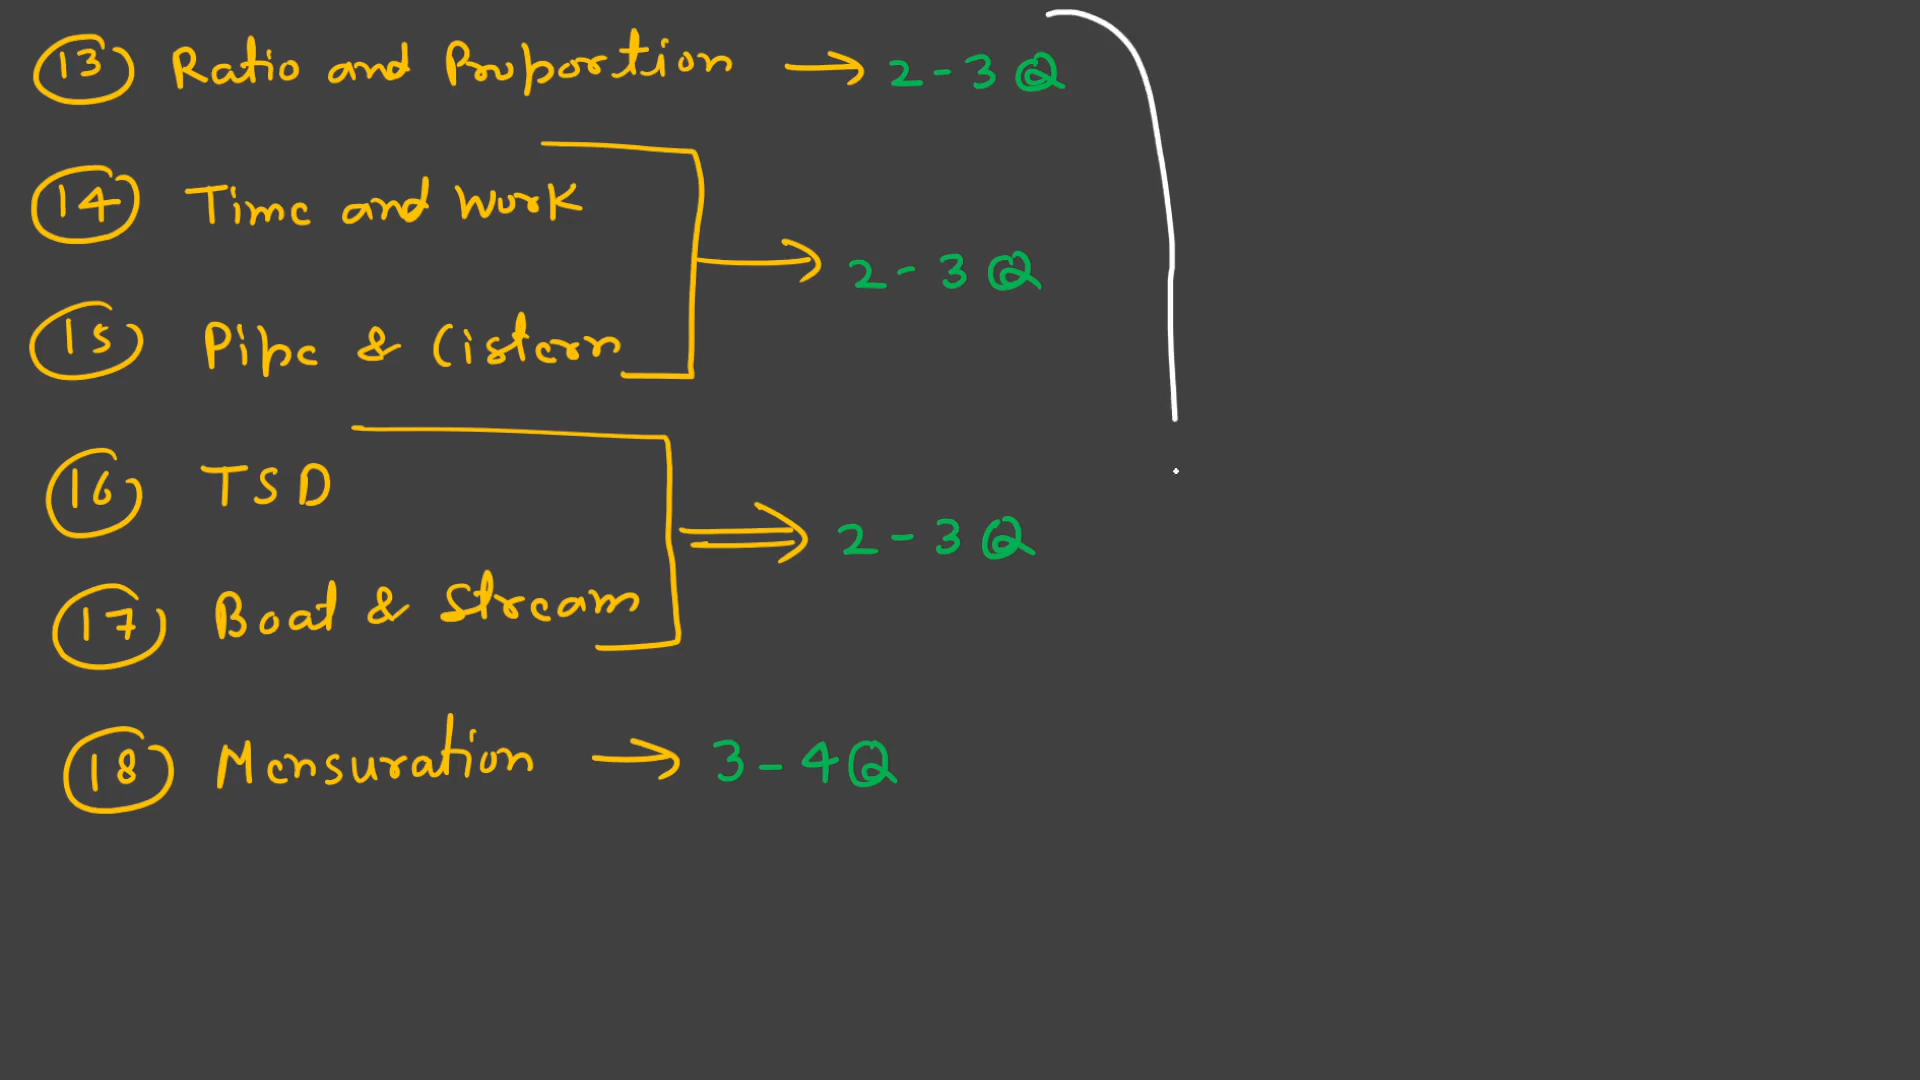 13 Ratio and Proportion → 2-3 Q
14 Time and Work
→ 2-3 Q
15 Pipe & Cistern
16 TSD
⇒ 2-3 Q
17 Boat & Stream
18 Mensuration → 3-4 Q